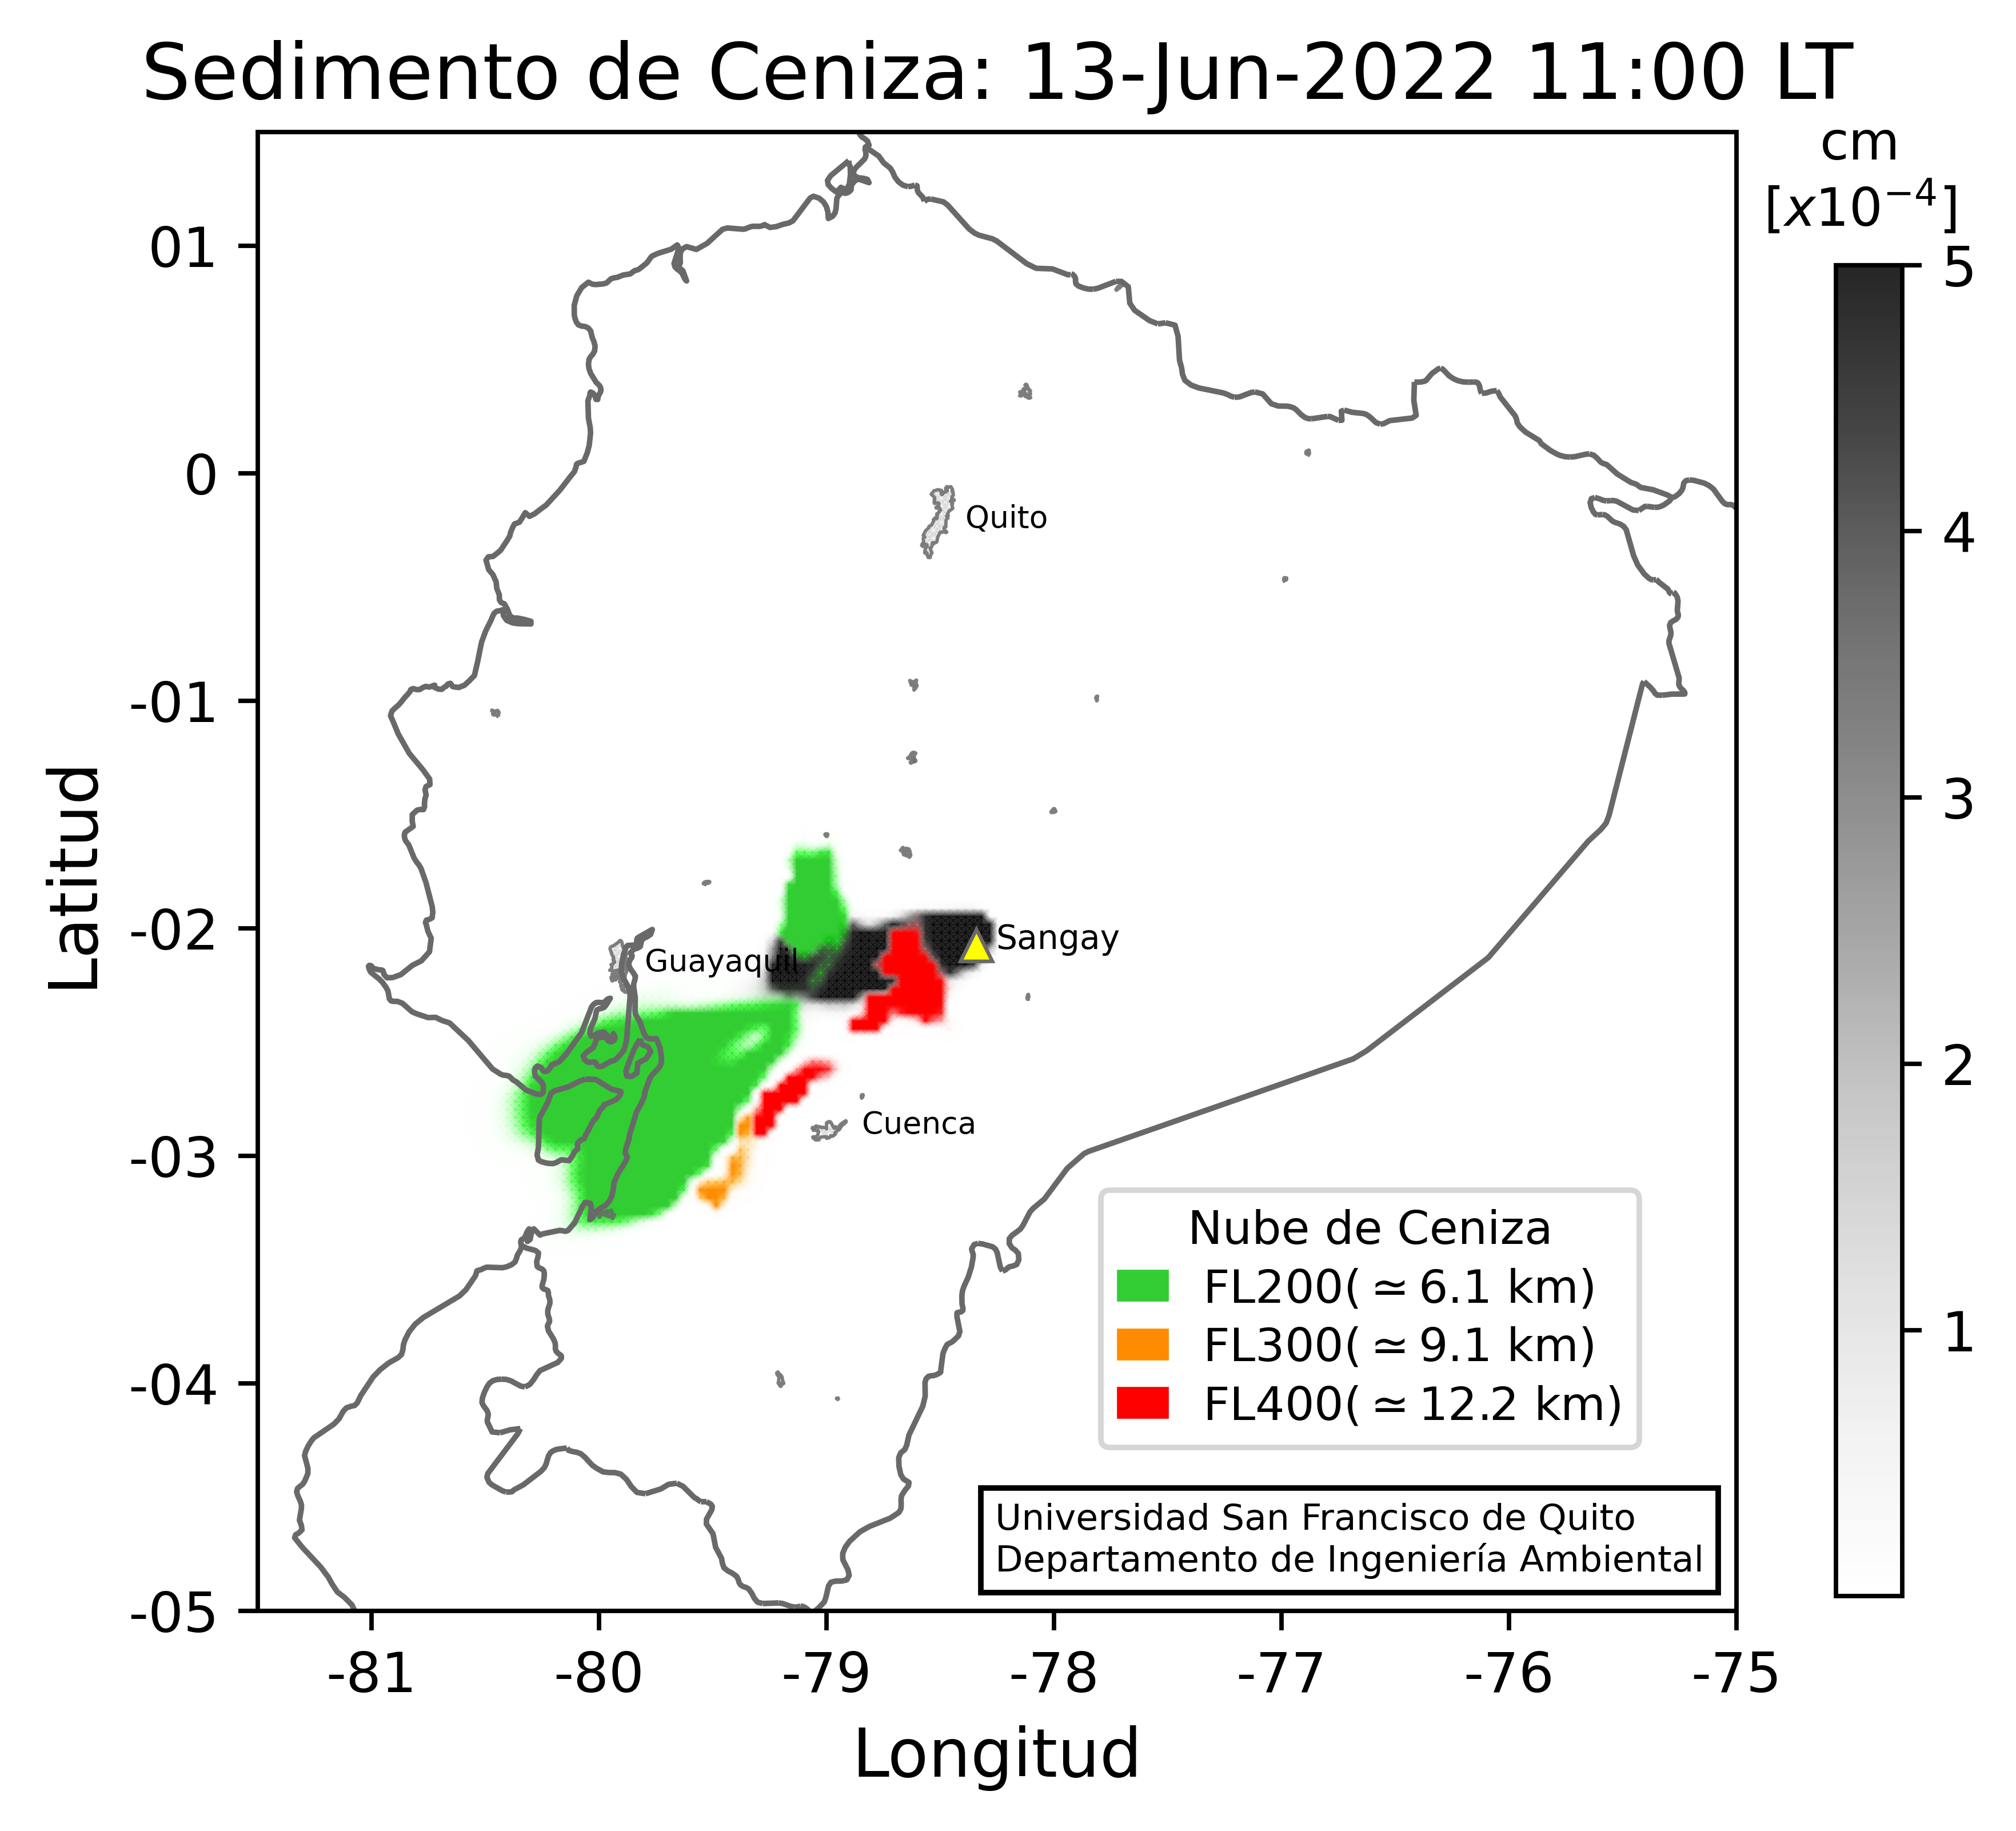 Sedimento de Ceniza: 13-Jun-2022 11:00 LT
cm
[x10⁻⁴]
5
4
3
2
1
Latitud
01
0
-01
-02
-03
-04
-05
Quito
Sangay
Guayaquil
Cuenca
Nube de Ceniza
FL200( ≃ 6.1 km)
FL300( ≃ 9.1 km)
FL400( ≃ 12.2 km)
Universidad San Francisco de Quito
Departamento de Ingeniería Ambiental
-81 -80 -79 -78 -77 -76 -75
Longitud